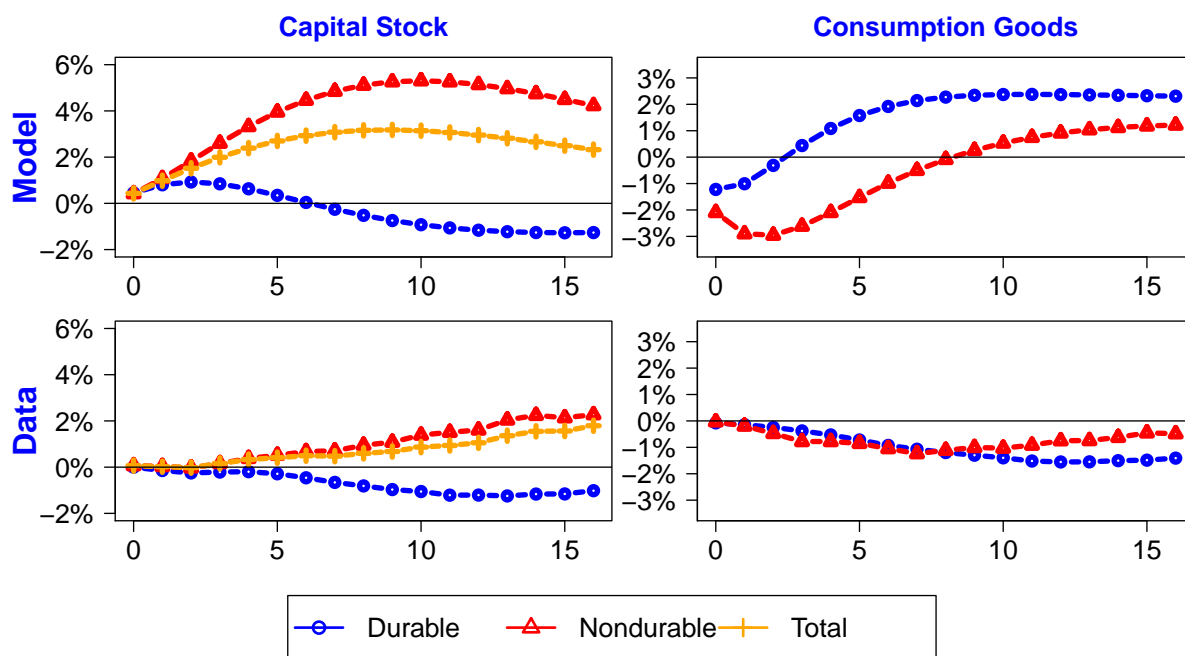 Capital Stock
Consumption Goods
Model
6%
4%
2%
0%
−2%
0 5 10 15
3%
2%
1%
0%
−1%
−2%
−3%
0 5 10 15
Data
6%
4%
2%
0%
−2%
0 5 10 15
3%
2%
1%
0%
−1%
−2%
−3%
0 5 10 15
Durable Nondurable Total